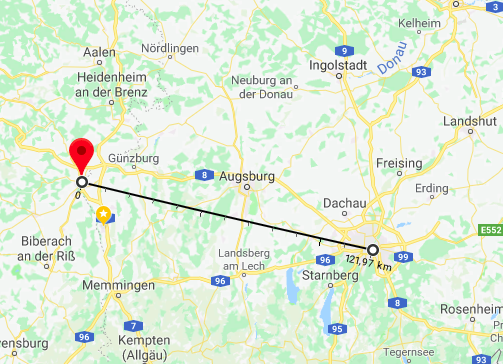 3
Kelheim
Aalen
Nördlingen
9
Donau
Ingolstadt
93
Heidenheim
an der Brenz
Neuburg an
der Donau
Landshut
Günzburg
8
Augsburg
Freising
Erding
0
Dachau
E552
Biberach
an der Riß
Landsberg
am Lech
96
121,97 km
99
Starnberg
Memmingen
96
8
Rosenheim
7
96
95
93
Kempten
(Allgäu)
Tegernsee